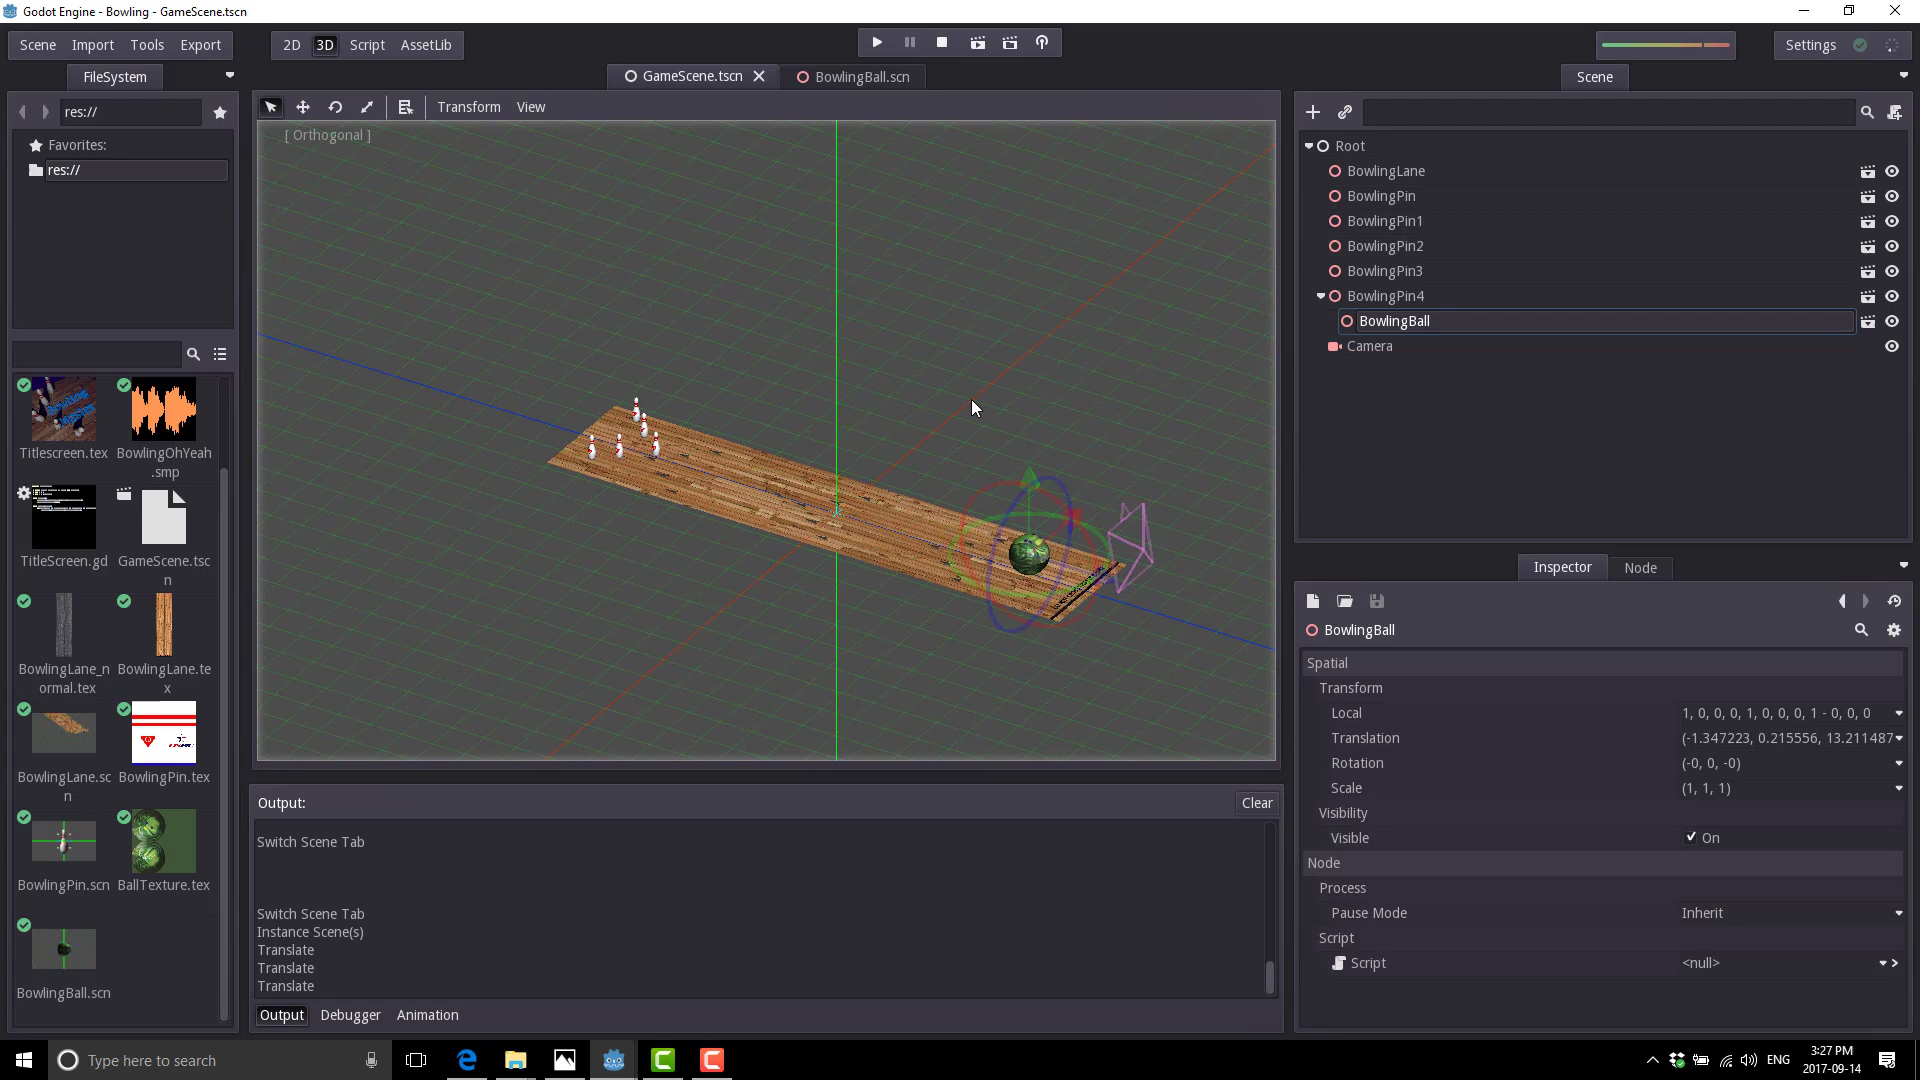 Godot Engine - Bowling - GameScene.tscn
Scene Import Tools Export
2D 3D Script AssetLib
Settings
FileSystem
GameScene.tscn
BowlingBall.scn
Scene
res://
Transform View
Favorites:
res://
[ Orthogonal ]
Root
BowlingLane
BowlingPin
BowlingPin1
BowlingPin2
BowlingPin3
BowlingPin4
BowlingBall
Camera
Titlescreen.tex
BowlingOhYeah
.smp
TitleScreen.gd
GameScene.tsc
n
BowlingLane_n
ormal.tex
BowlingLane.te
x
BowlingLane.sc
n
BowlingPin.tex
BowlingPin.scn
BallTexture.tex
BowlingBall.scn
Output:
Clear
Switch Scene Tab
Switch Scene Tab
Instance Scene(s)
Translate
Translate
Translate
Output Debugger Animation
Inspector Node
BowlingBall
Spatial
Transform
Local 1, 0, 0, 0, 1, 0, 0, 0, 1 - 0, 0, 0
Translation (-1.347223, 0.215556, 13.211487
Rotation (-0, 0, -0)
Scale (1, 1, 1)
Visibility
Visible On
Node
Process
Pause Mode Inherit
Script
Script <null>
Type here to search
ENG
3:27 PM
2017-09-14